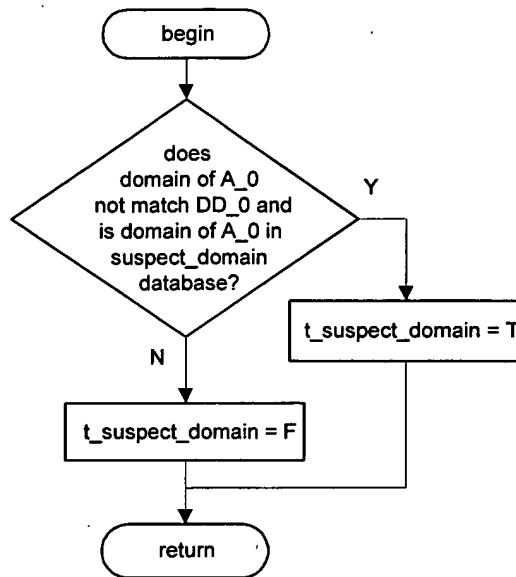 begin
does
domain of A_0
not match DD_0 and
is domain of A_0 in
suspect_domain
database?
Y
t_suspect_domain = T
N
t_suspect_domain = F
return